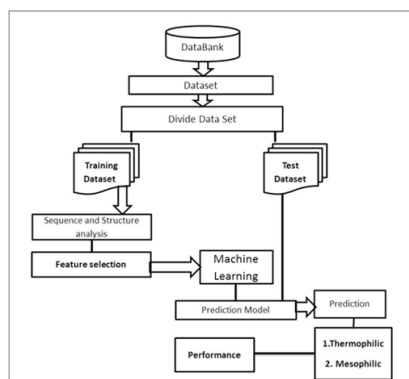 DataBank
Dataset
Divide Data Set
Training
Dataset
Test
Dataset
Sequence and Structure
analysis
Feature selection
Machine
Learning
Prediction Model
Prediction
Performance
1.Thermophilic
2. Mesophilic